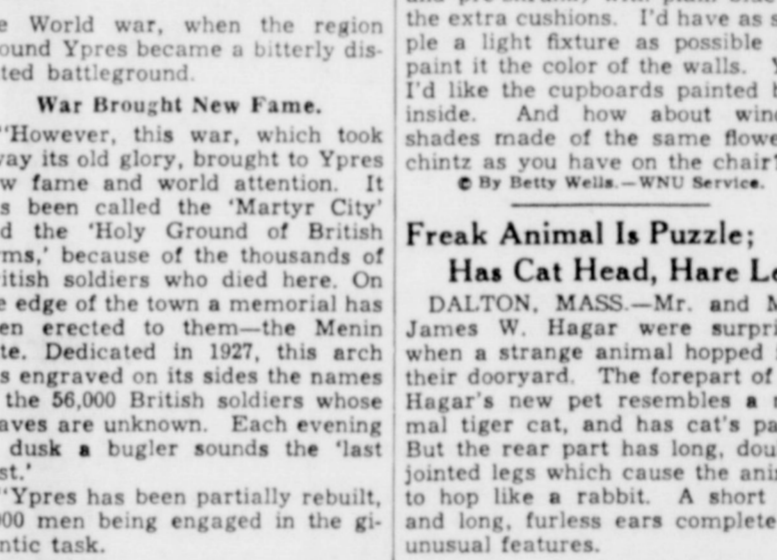 World war, when the region
ound Ypres became a bitterly dis-
ted battleground.
War Brought New Fame.
"However, this war, which took
ay its old glory, brought to Ypres
w fame and world attention. It
s been called the 'Martyr City'
d the 'Holy Ground of British
ms,' because of the thousands of
itish soldiers who died here. On
e edge of the town a memorial has
en erected to them—the Menin
te. Dedicated in 1927, this arch
s engraved on its sides the names
the 56,000 British soldiers whose
aves are unknown. Each evening
dusk a bugler sounds the 'last
st.'
"Ypres has been partially rebuilt,
000 men being engaged in the gi-
ntic task.
the extra cushions. I'd have as s
ple a light fixture as possible
paint it the color of the walls.
I'd like the cupboards painted
inside. And how about win
shades made of the same flowe
chintz as you have on the chair?
© By Betty Wells.—WNU Service.
Freak Animal Is Puzzle;
Has Cat Head, Hare Le
DALTON, MASS.—Mr. and M
James W. Hagar were surpri
when a strange animal hopped
their dooryard. The forepart of
Hagar's new pet resembles a
mal tiger cat, and has cat's pa
But the rear part has long, dou
jointed legs which cause the ani
to hop like a rabbit. A short
and long, furless ears complete
unusual features.